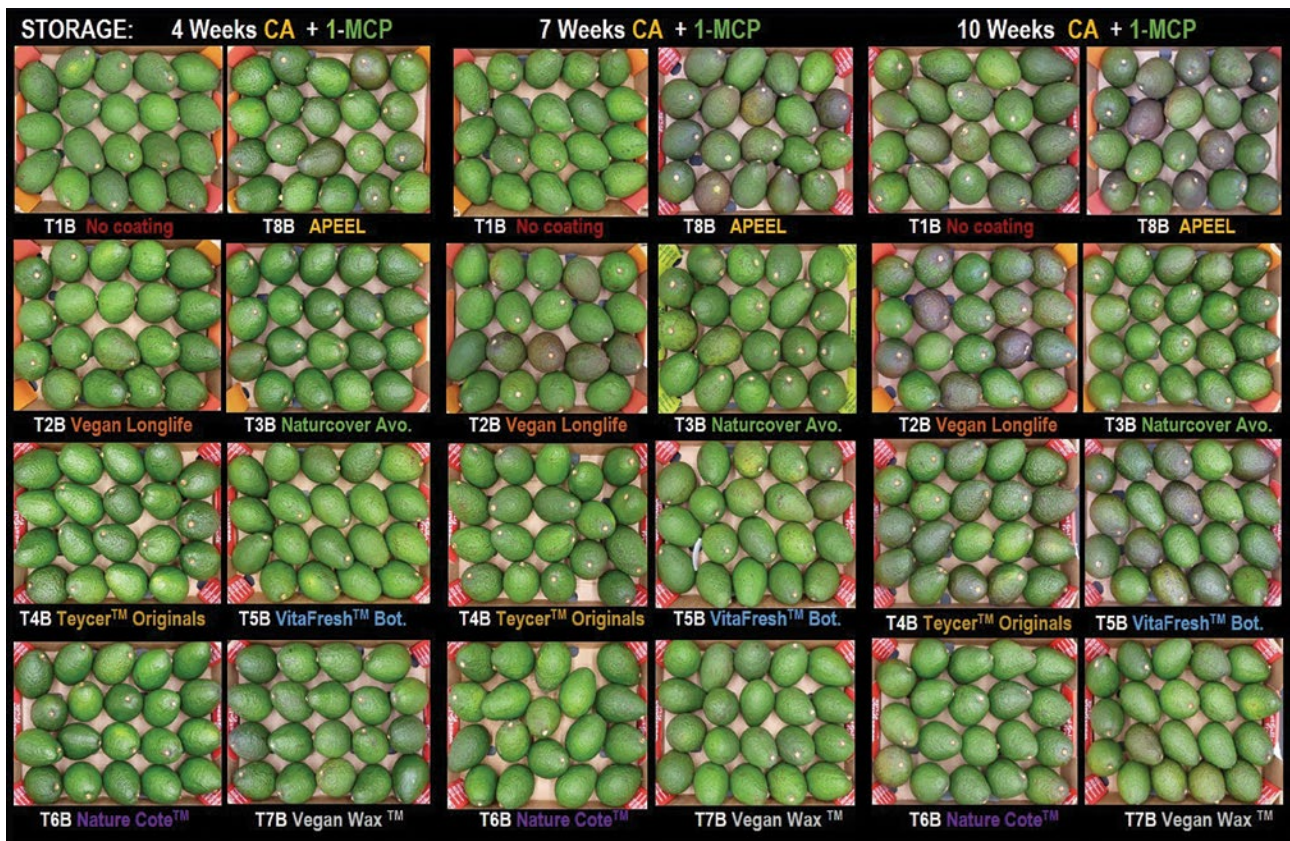 STORAGE: 4 Weeks CA + 1-MCP 7 Weeks CA + 1-MCP 10 Weeks CA + 1-MCP
T1B No coating T8B APEEL T1B No coating T8B APEEL T1B No coating T8B APEEL
T2B Vegan Longlife T3B Naturcover Avo. T2B Vegan Longlife T3B Naturcover Avo. T2B Vegan Longlife T3B Naturcover Avo.
T4B Teycer™ Originals T5B VitaFresh™ Bot. T4B Teycer™ Originals T5B VitaFresh™ Bot. T4B Teycer™ Originals T5B VitaFresh™ Bot.
T6B Nature Cote™ T7B Vegan Wax ™ T6B Nature Cote™ T7B Vegan Wax ™ T6B Nature Cote™ T7B Vegan Wax ™